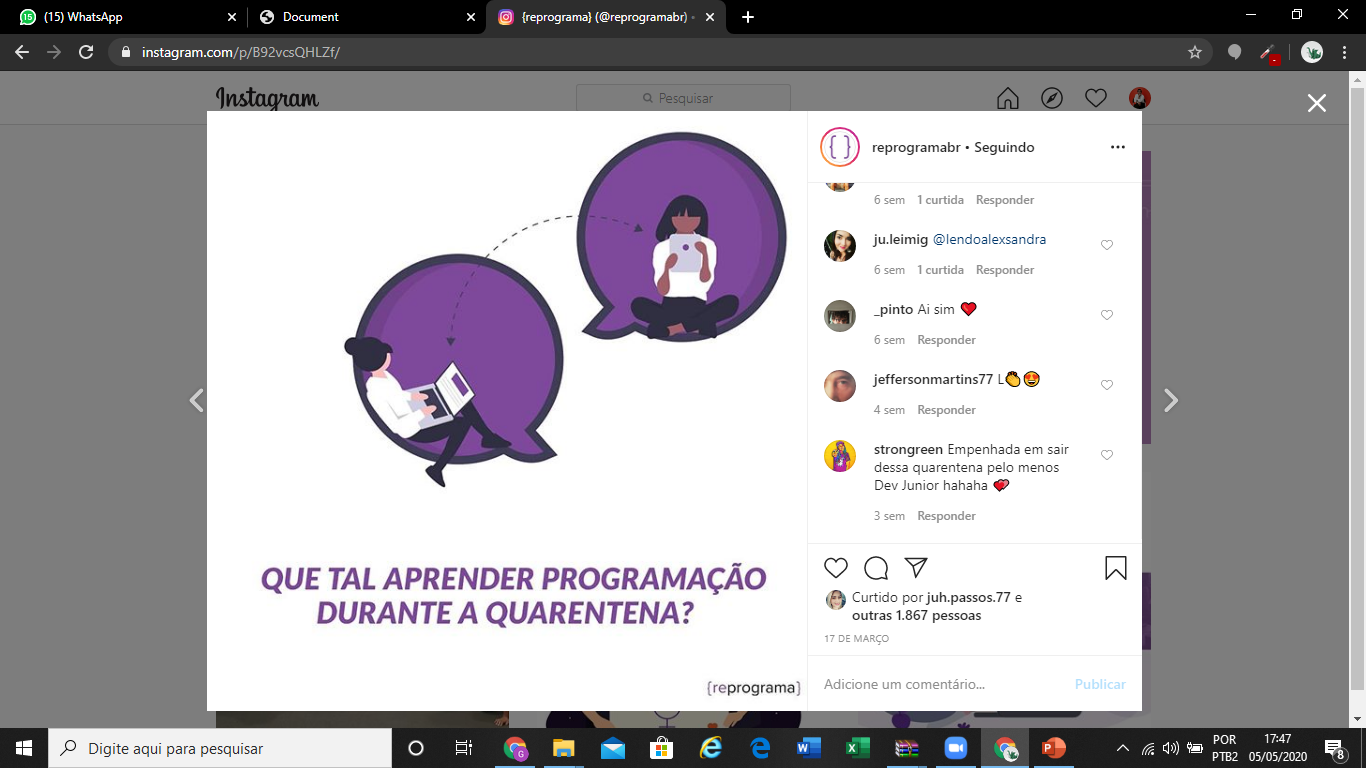 (15) WhatsApp
Document
{reprograma} (@reprogramabr) •
instagram.com/p/B92vcsQHLZf/
Instagram
Pesquisar
QUE TAL APRENDER PROGRAMAÇÃO
DURANTE A QUARENTENA?
{reprograma}
reprogramabr • Seguindo
6 sem 1 curtida Responder
ju.leimig @lendoalexsandra
6 sem 1 curtida Responder
_pinto Ai sim ❤
6 sem Responder
jeffersonmartins77 L👏😍
4 sem Responder
strongreen Empenhada em sair
dessa quarentena pelo menos
Dev Junior hahaha 💕
3 sem Responder
Curtido por juh.passos.77 e
outras 1.867 pessoas
17 DE MARÇO
Adicione um comentário... Publicar
Digite aqui para pesquisar
POR
PTB2
17:47
05/05/2020
8